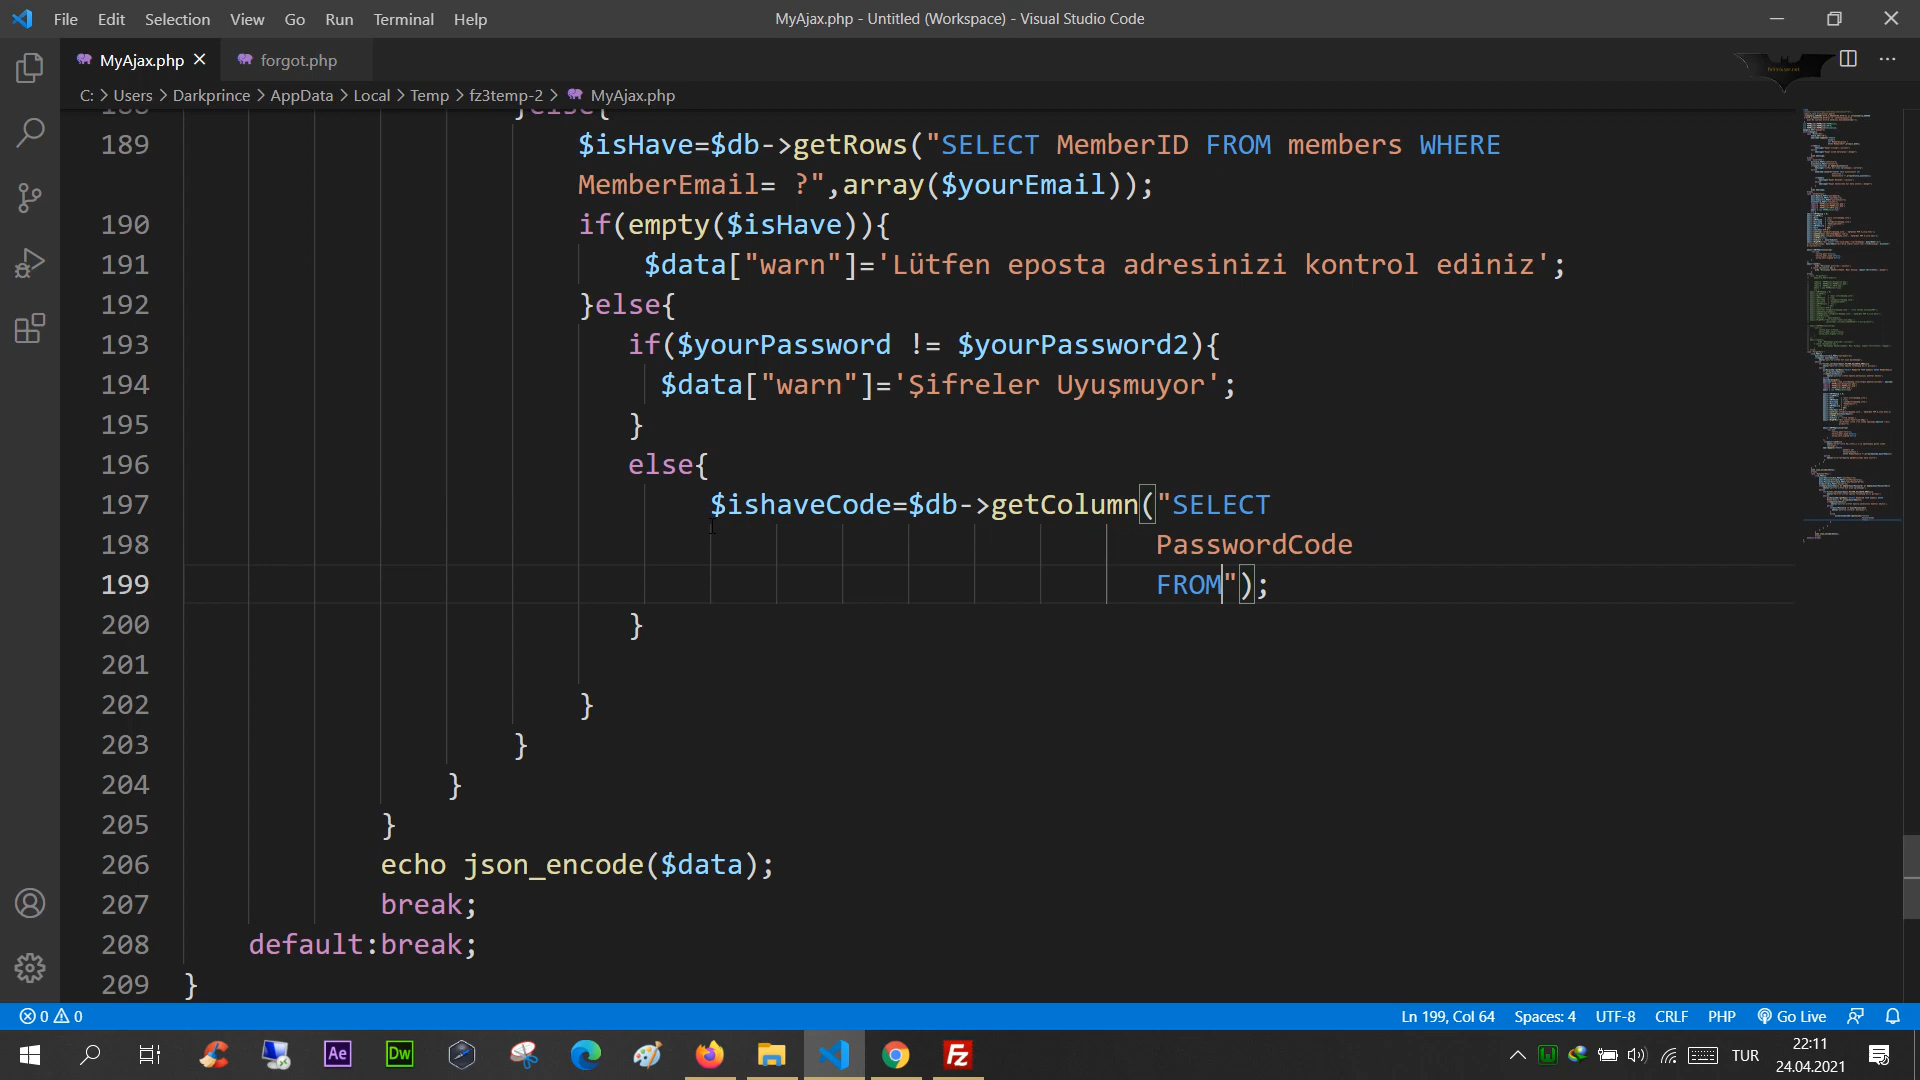 File Edit Selection View Go Run Terminal Help
MyAjax.php - Untitled (Workspace) - Visual Studio Code
MyAjax.php
forgot.php
C: > Users > Darkprince > AppData > Local > Temp > fz3temp-2 > MyAjax.php
188 }else{
189 $isHave=$db->getRows("SELECT MemberID FROM members WHERE
MemberEmail= ?",array($yourEmail));
190 if(empty($isHave)){
191 $data["warn"]='Lütfen eposta adresinizi kontrol ediniz';
192 }else{
193 if($yourPassword != $yourPassword2){
194 $data["warn"]='Şifreler Uyuşmuyor';
195 }
196 else{
197 $ishaveCode=$db->getColumn("SELECT
198 PasswordCode
199 FROM");
200 }
201
202 }
203 }
204 }
205 }
206 echo json_encode($data);
207 break;
208 default:break;
209 }
0 0
Ln 199, Col 64 Spaces: 4 UTF-8 CRLF PHP Go Live
Ae
Dw
Fz
TUR
22:11
24.04.2021